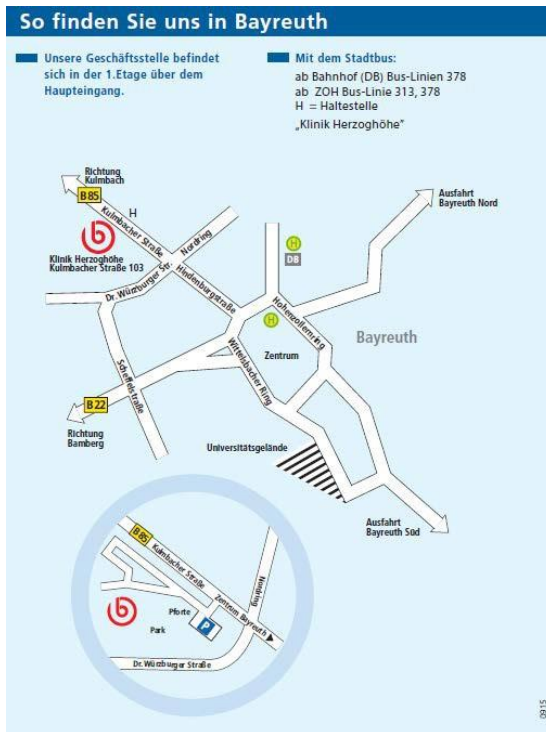 So finden Sie uns in Bayreuth
Unsere Geschäftsstelle befindet
sich in der 1.Etage über dem
Haupteingang.
Mit dem Stadtbus:
ab Bahnhof (DB) Bus-Linien 378
ab ZOH Bus-Linie 313, 378
H = Haltestelle
„Klinik Herzoghöhe"
Richtung
Kulmbach
B85
H
Kulmbacher Straße
Klinik Herzoghöhe
Kulmbacher Straße 103
Nordring
Dr. Würzburger Str.
Hindenburgstraße
H
DB
Ausfahrt
Bayreuth Nord
H
Hohenzollernring
Bayreuth
Zentrum
Wittelsbacher Ring
Scheffelstraße
B22
Richtung
Bamberg
Universitätsgelände
Ausfahrt
Bayreuth Süd
B85
Kulmbacher Straße
Nordring
Zentrum Bayreuth
Pforte
P
Park
Dr. Würzburger Straße
0915